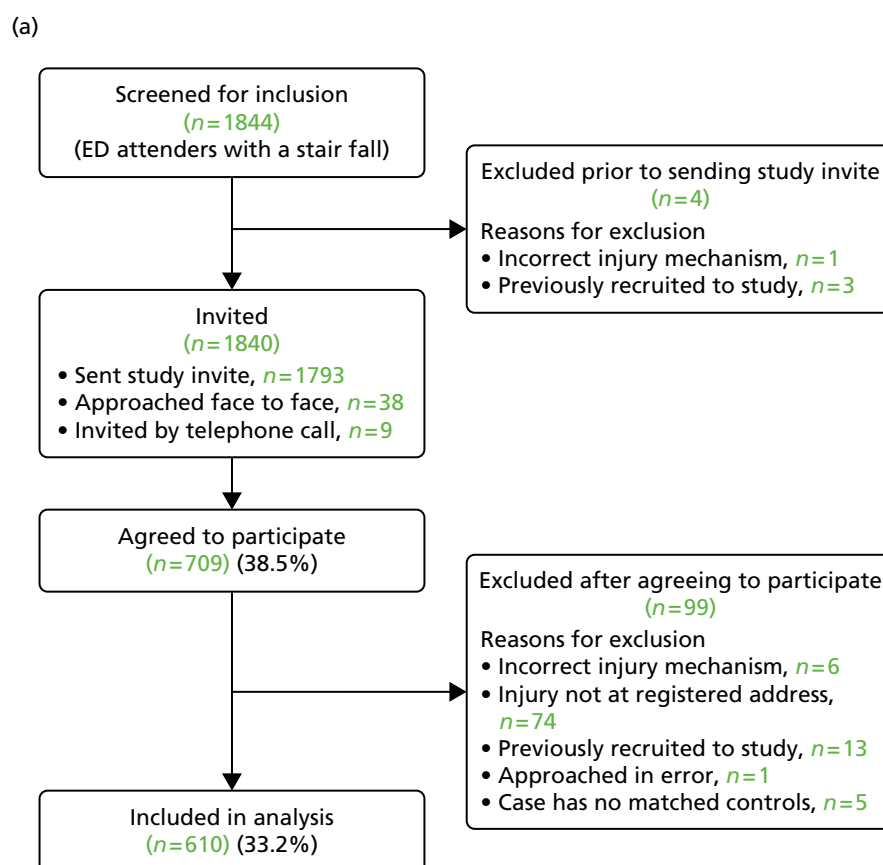 (a)
Screened for inclusion
(n=1844)
(ED attenders with a stair fall)
Excluded prior to sending study invite
(n=4)
Reasons for exclusion
• Incorrect injury mechanism, n=1
• Previously recruited to study, n=3
Invited
(n=1840)
• Sent study invite, n=1793
• Approached face to face, n=38
• Invited by telephone call, n=9
Agreed to participate
(n=709) (38.5%)
Excluded after agreeing to participate
(n=99)
Reasons for exclusion
• Incorrect injury mechanism, n=6
• Injury not at registered address,
n=74
• Previously recruited to study, n=13
• Approached in error, n=1
• Case has no matched controls, n=5
Included in analysis
(n=610) (33.2%)